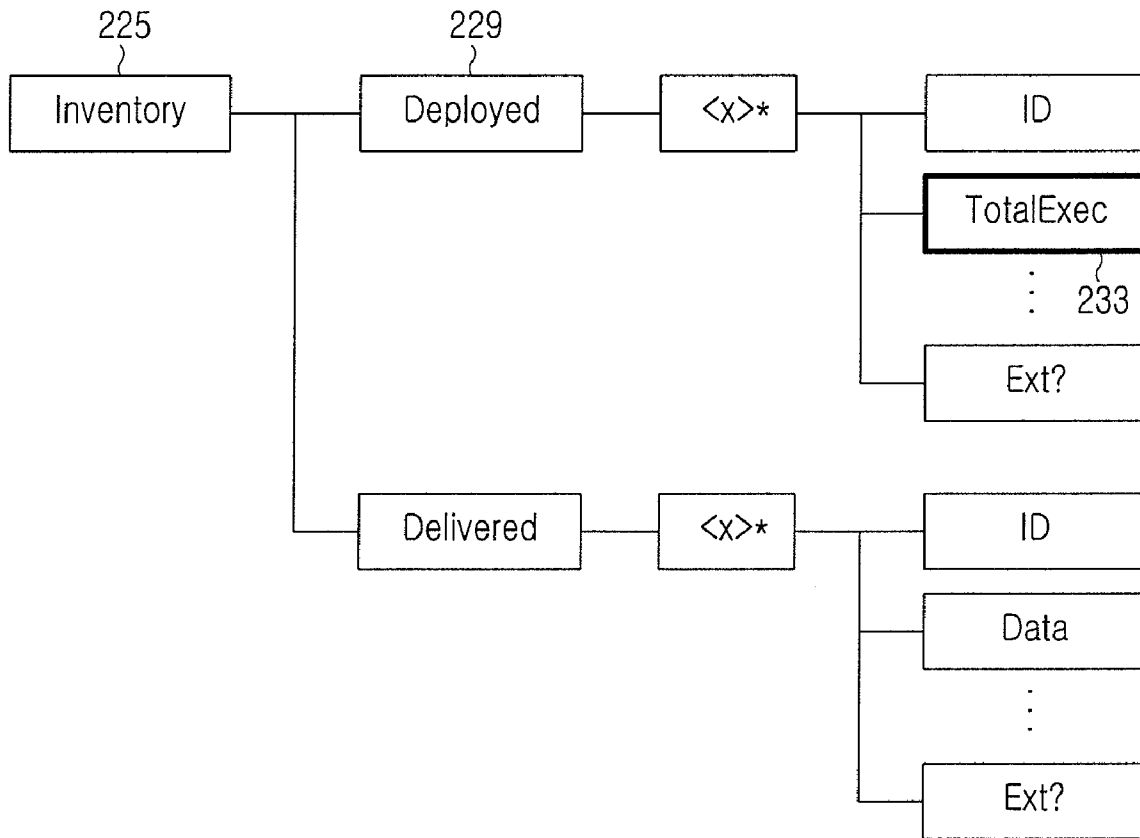 225
229
Inventory
Deployed
<x>*
ID
TotalExec
233
Ext?
Delivered
<x>*
ID
Data
Ext?